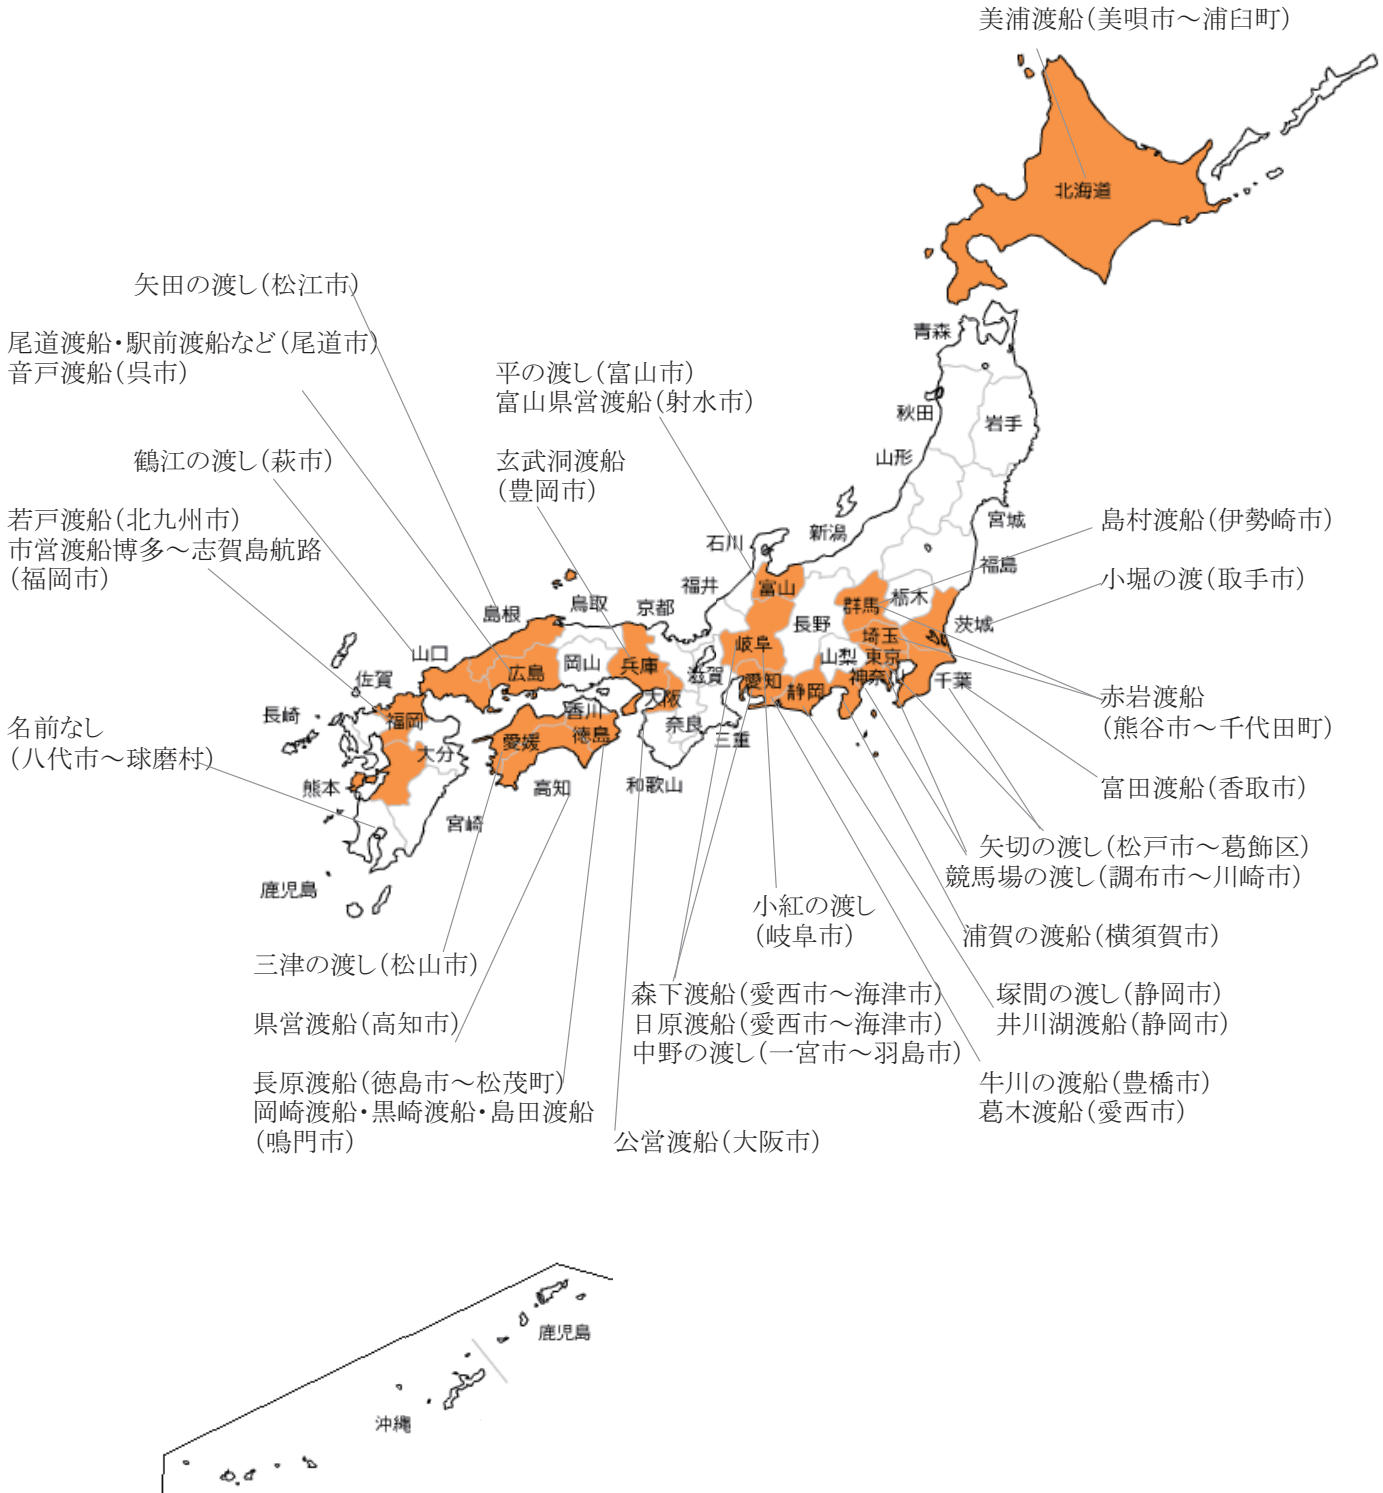 美浦渡船(美唄市～浦臼町)
北海道
矢田の渡し(松江市)
尾道渡船・駅前渡船など(尾道市)
音戸渡船(呉市)
青森
平の渡し(富山市)
富山県営渡船(射水市)
秋田
岩手
鶴江の渡し(萩市)
玄武洞渡船
(豊岡市)
山形
若戸渡船(北九州市)
市営渡船博多～志賀島航路
(福岡市)
宮城
島村渡船(伊勢崎市)
新潟
石川
福島
小堀の渡(取手市)
福井
富山
栃木
群馬
鳥取
京都
島根
長野
茨城
埼玉
岐阜
山口
岡山
兵庫
滋賀
山梨
東京
神奈川
千葉
佐賀
広島
愛知
静岡
大阪
赤岩渡船
(熊谷市～千代田町)
長崎
福岡
香川
奈良
徳島
三重
愛媛
名前なし
(八代市～球磨村)
大分
熊本
高知
和歌山
富田渡船(香取市)
宮崎
矢切の渡し(松戸市～葛飾区)
競馬場の渡し(調布市～川崎市)
鹿児島
小紅の渡し
(岐阜市)
浦賀の渡船(横須賀市)
三津の渡し(松山市)
森下渡船(愛西市～海津市)
日原渡船(愛西市～海津市)
中野の渡し(一宮市～羽島市)
塚間の渡し(静岡市)
井川湖渡船(静岡市)
県営渡船(高知市)
長原渡船(徳島市～松茂町)
岡崎渡船・黒崎渡船・島田渡船
(鳴門市)
牛川の渡船(豊橋市)
葛木渡船(愛西市)
公営渡船(大阪市)
鹿児島
沖縄